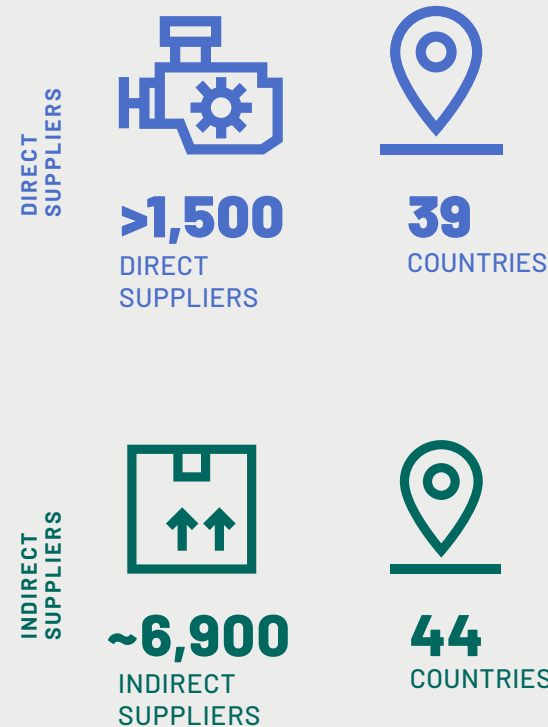 DIRECT
SUPPLIERS
>1,500
DIRECT
SUPPLIERS
39
COUNTRIES
INDIRECT
SUPPLIERS
~6,900
INDIRECT
SUPPLIERS
44
COUNTRIES